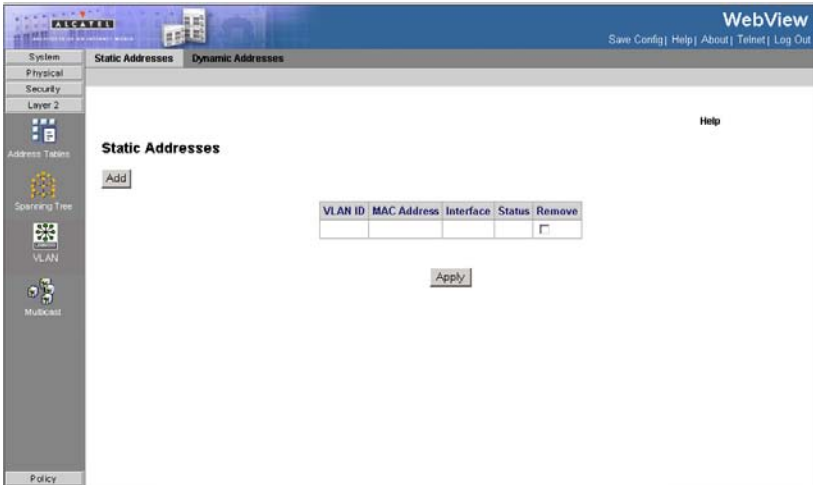 ALCATEL
WebView
Save Config| Help| About| Telnet| Log Out
System
Physical
Security
Layer 2
Address Tables
Spanning Tree
VLAN
Multicast
Policy
Static Addresses Dynamic Addresses
Help
Static Addresses
Add
VLAN ID MAC Address Interface Status Remove
Apply